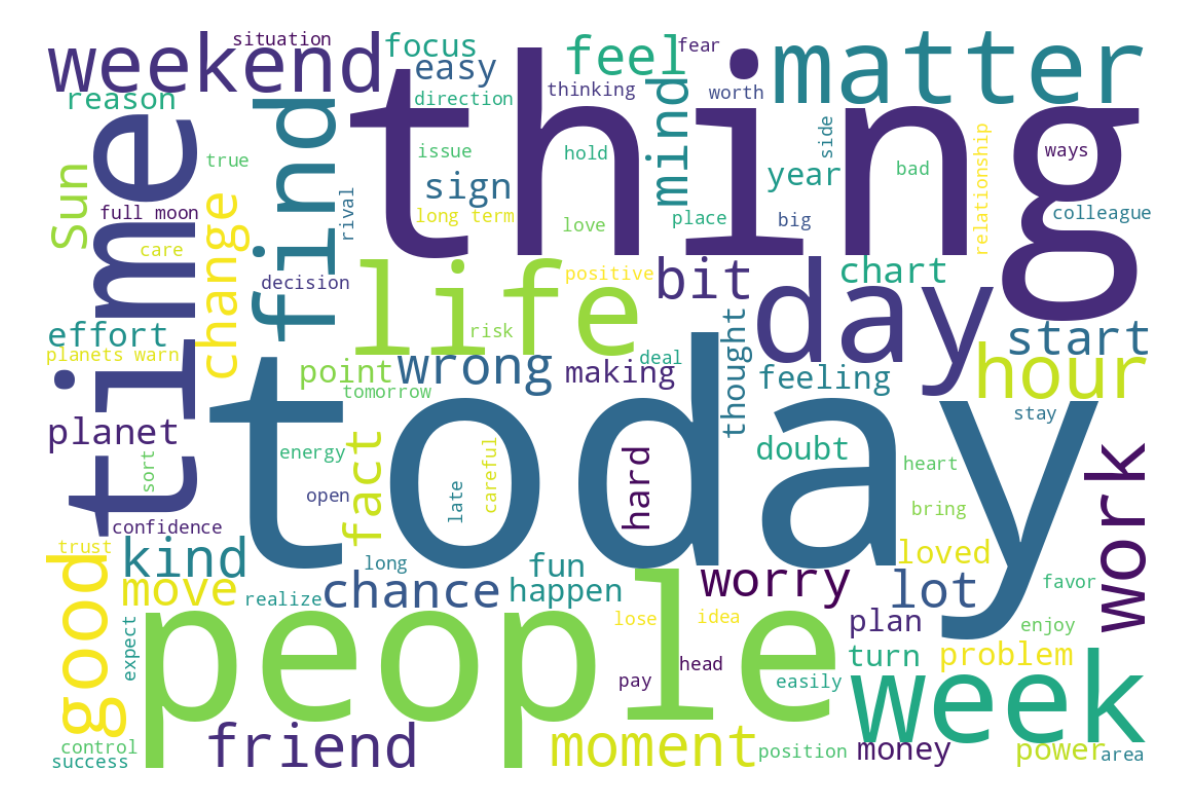 weekend
situation
focus
easy
feel
fear
matter
reason
direction
thinking
worth
thing
time
find
true
issue
hold
mind
side
year
bad
ways
relationship
Sun
full moon
care
change
rival
sign
long term
love
place
big
colleague
decision
life
positive
bit
day
chart
effort
planets warn
risk
start
point
wrong
making
deal
thought
feeling
hour
tomorrow
planet
today
stay
sort
energy
open
fact
late
careful
hard
doubt
heart
bring
work
confidence
trust
kind
long
fun
worry
loved
lot
favor
good
move
realize
chance
happen
expect
people
lose
idea
plan
enjoy
head
pay
easily
turn
problem
week
control
success
friend
moment
position
money
power
area